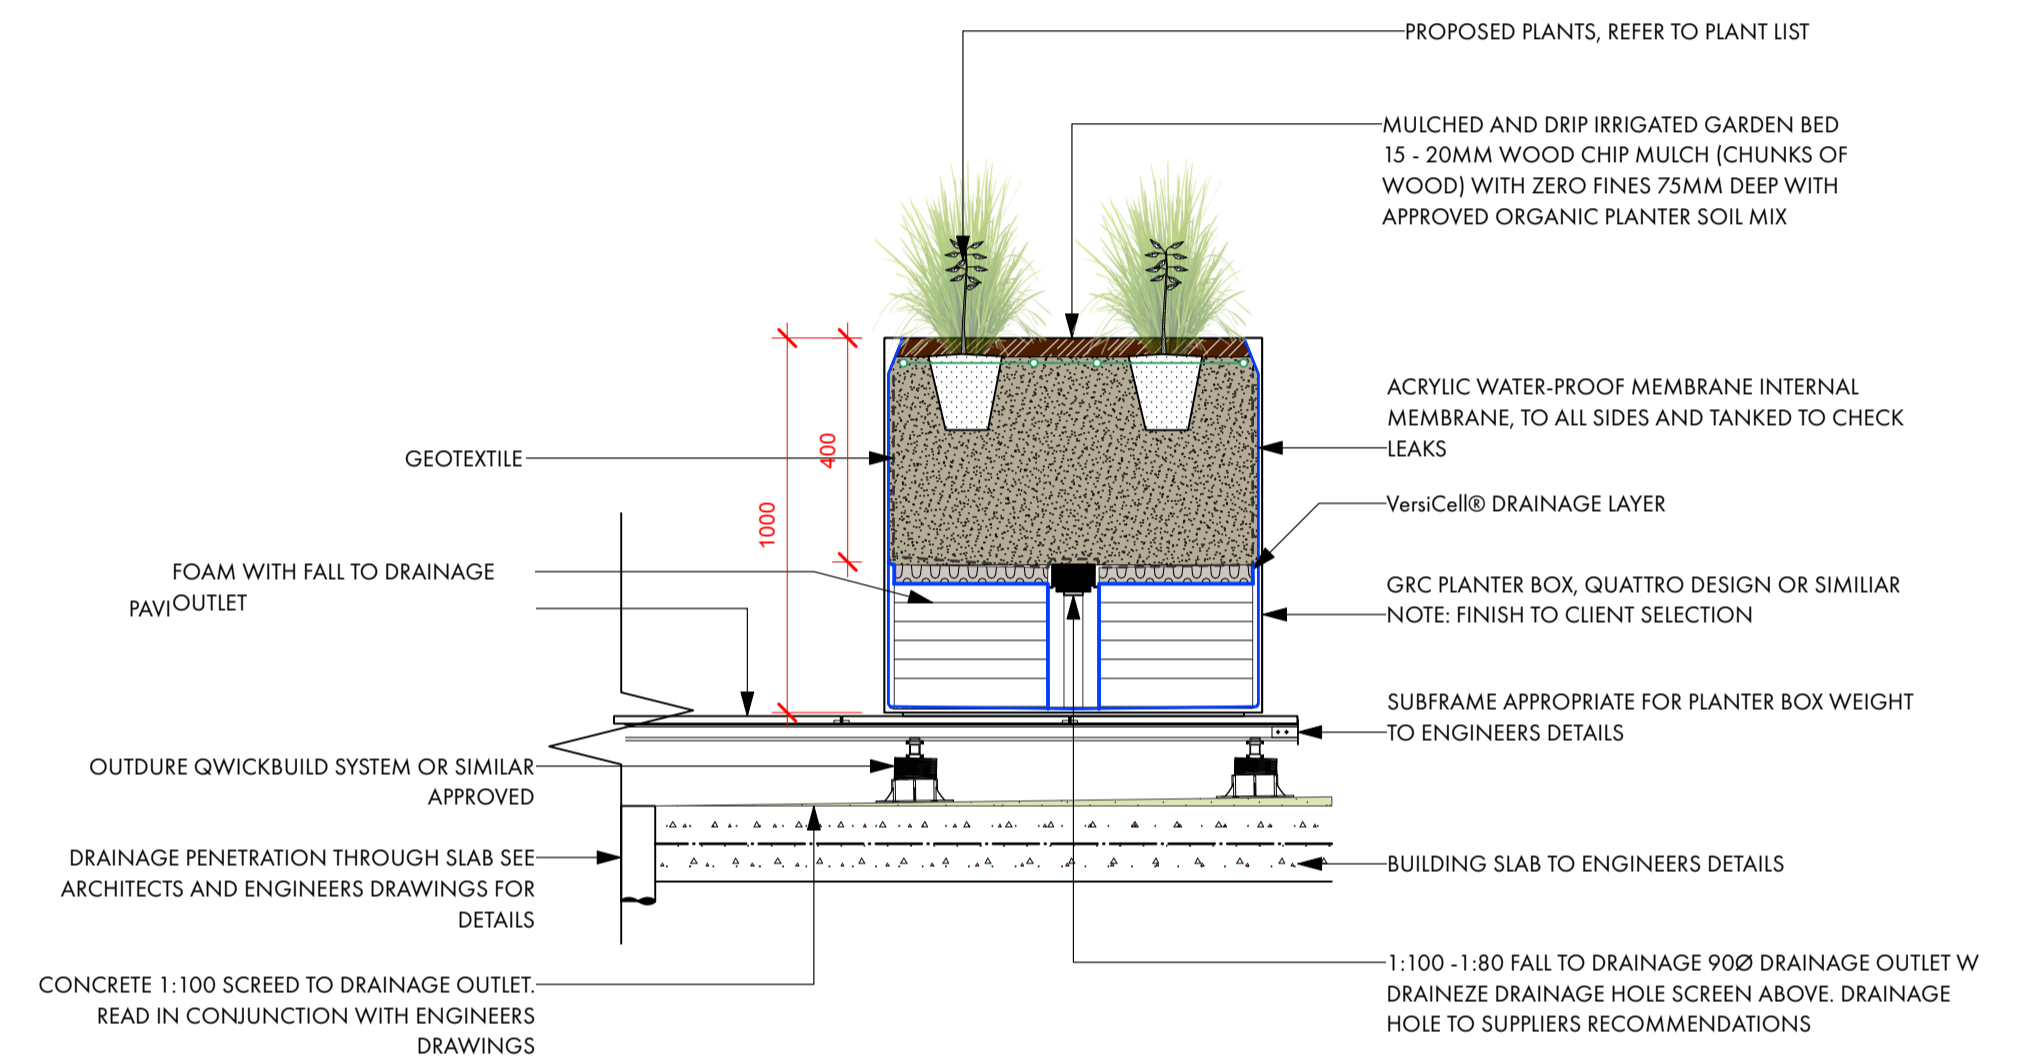 PROPOSED PLANTS, REFER TO PLANT LIST
MULCHED AND DRIP IRRIGATED GARDEN BED
15 - 20MM WOOD CHIP MULCH (CHUNKS OF
WOOD) WITH ZERO FINES 75MM DEEP WITH
APPROVED ORGANIC PLANTER SOIL MIX
ACRYLIC WATER-PROOF MEMBRANE INTERNAL
MEMBRANE, TO ALL SIDES AND TANKED TO CHECK
LEAKS
VersiCell® DRAINAGE LAYER
GRC PLANTER BOX, QUATTRO DESIGN OR SIMILIAR
NOTE: FINISH TO CLIENT SELECTION
SUBFRAME APPROPRIATE FOR PLANTER BOX WEIGHT
TO ENGINEERS DETAILS
BUILDING SLAB TO ENGINEERS DETAILS
1:100 -1:80 FALL TO DRAINAGE 90Ø DRAINAGE OUTLET W
DRAINEZE DRAINAGE HOLE SCREEN ABOVE. DRAINAGE
HOLE TO SUPPLIERS RECOMMENDATIONS
400
1000
GEOTEXTILE
FOAM WITH FALL TO DRAINAGE
OUTLET
PAVI
OUTDURE QWICKBUILD SYSTEM OR SIMILAR
APPROVED
DRAINAGE PENETRATION THROUGH SLAB SEE
ARCHITECTS AND ENGINEERS DRAWINGS FOR
DETAILS
CONCRETE 1:100 SCREED TO DRAINAGE OUTLET.
READ IN CONJUNCTION WITH ENGINEERS
DRAWINGS